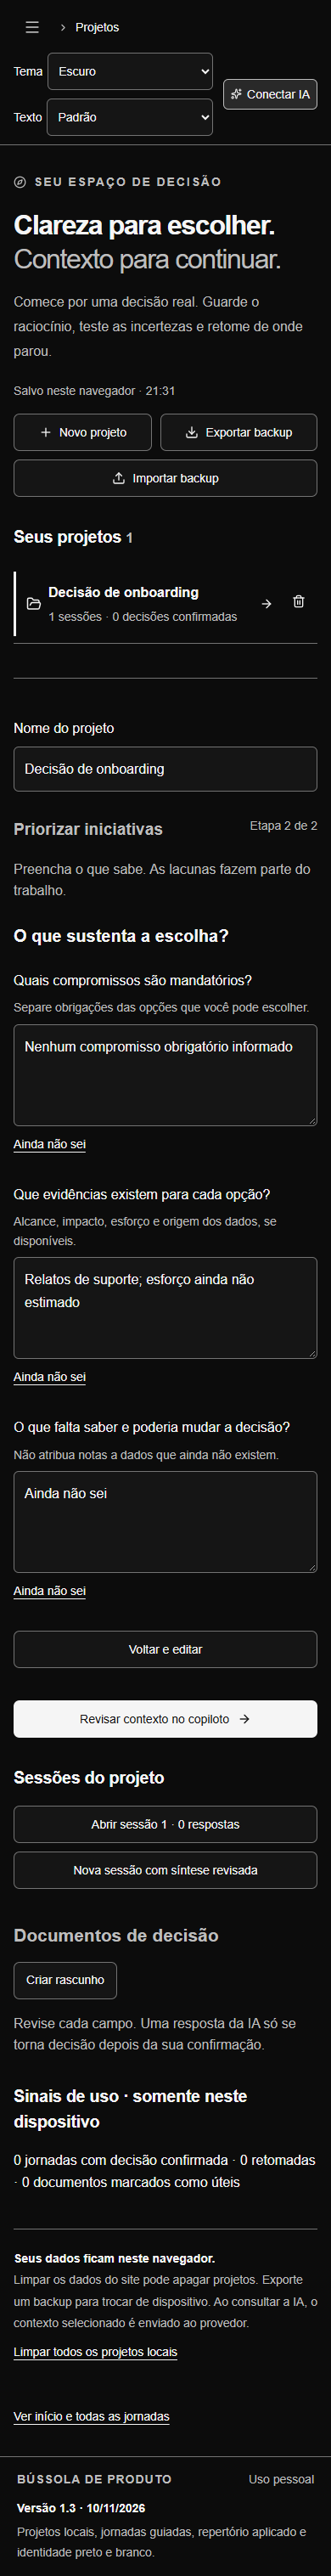 Projetos
Tema
Escuro
Texto
Padrão
Conectar IA
SEU ESPAÇO DE DECISÃO
Clareza para escolher.
Contexto para continuar.
Comece por uma decisão real. Guarde o
raciocínio, teste as incertezas e retome de onde
parou.
Salvo neste navegador · 21:31
Novo projeto
Exportar backup
Importar backup
Seus projetos 1
Decisão de onboarding
1 sessões · 0 decisões confirmadas
Nome do projeto
Decisão de onboarding
Priorizar iniciativas
Etapa 2 de 2
Preencha o que sabe. As lacunas fazem parte do
trabalho.
O que sustenta a escolha?
Quais compromissos são mandatórios?
Separe obrigações das opções que você pode escolher.
Nenhum compromisso obrigatório informado
Ainda não sei
Que evidências existem para cada opção?
Alcance, impacto, esforço e origem dos dados, se
disponíveis.
Relatos de suporte; esforço ainda não
estimado
Ainda não sei
O que falta saber e poderia mudar a decisão?
Não atribua notas a dados que ainda não existem.
Ainda não sei
Ainda não sei
Voltar e editar
Revisar contexto no copiloto
Sessões do projeto
Abrir sessão 1 · 0 respostas
Nova sessão com síntese revisada
Documentos de decisão
Criar rascunho
Revise cada campo. Uma resposta da IA só se
torna decisão depois da sua confirmação.
Sinais de uso · somente neste
dispositivo
0 jornadas com decisão confirmada · 0 retomadas
· 0 documentos marcados como úteis
Seus dados ficam neste navegador.
Limpar os dados do site pode apagar projetos. Exporte
um backup para trocar de dispositivo. Ao consultar a IA, o
contexto selecionado é enviado ao provedor.
Limpar todos os projetos locais
Ver início e todas as jornadas
BÚSSOLA DE PRODUTO
Uso pessoal
Versão 1.3 · 10/11/2026
Projetos locais, jornadas guiadas, repertório aplicado e
identidade preto e branco.